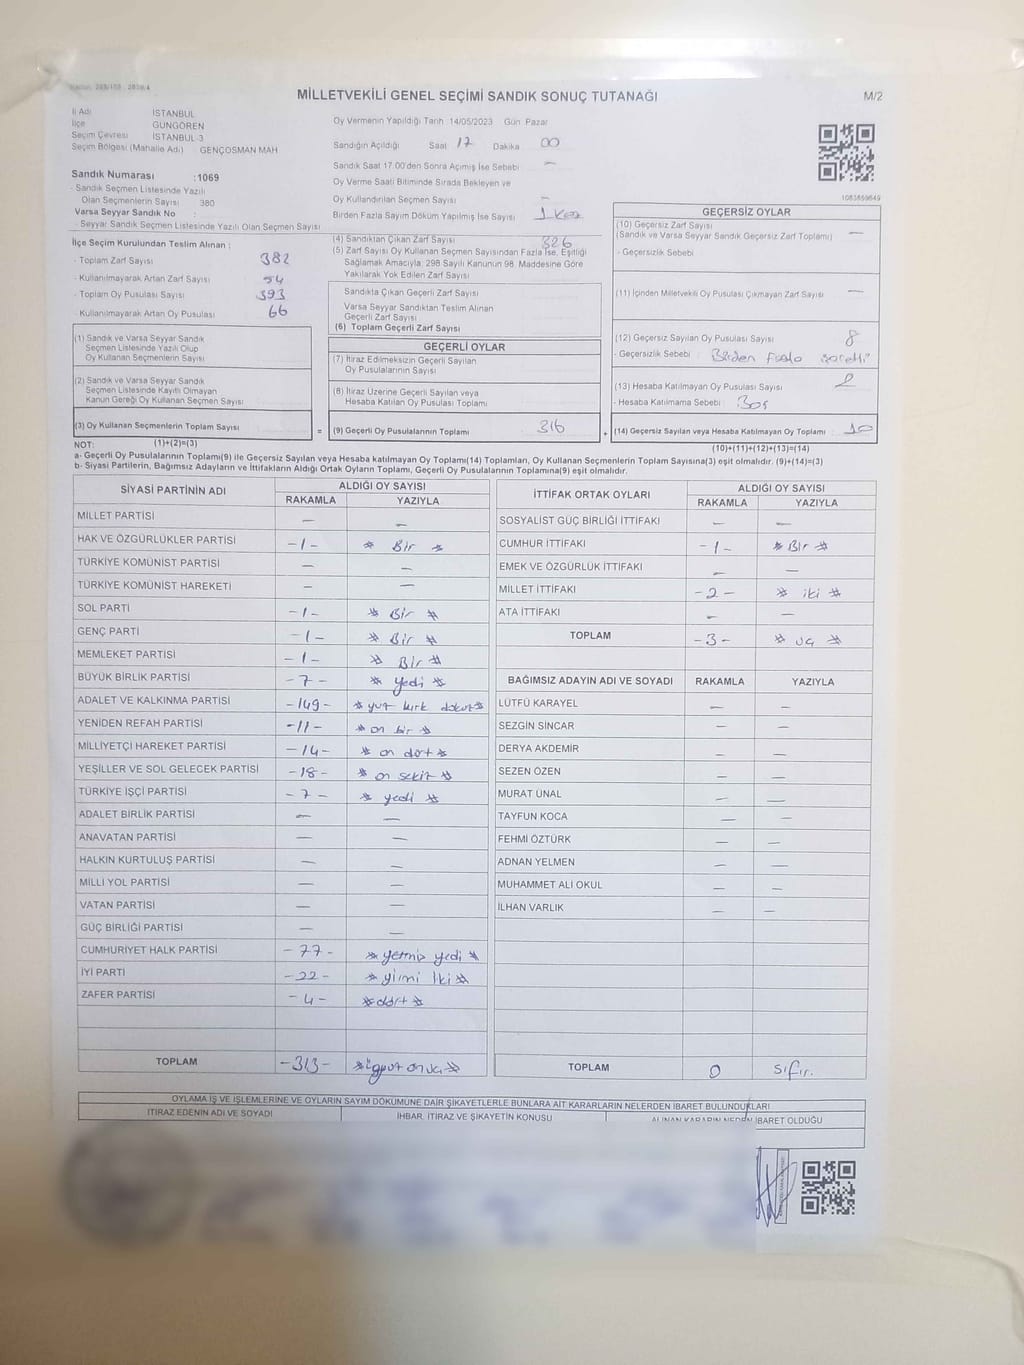 MİLLETVEKİLİ GENEL SEÇİMİ SANDIK SONUÇ TUTANAĞI
M/2
İl Adı İSTANBUL
İlçe GÜNGÖREN
Seçim Çevresi İSTANBUL 3
Seçim Bölgesi (Mahalle Adı) GENÇOSMAN MAH
Oy Vermenin Yapıldığı Tarih 14/05/2023 Gün Pazar
Sandığın Açıldığı Saat 17 Dakika 00
Sandık Saat 17.00'den Sonra Açılmış İse Sebebi —
Oy Verme Saati Bitiminde Sırada Bekleyen ve
Oy Kullandırılan Seçmen Sayısı —
Birden Fazla Sayım Döküm Yapılmış İse Sayısı 1
Sandık Numarası :1069
- Sandık Seçmen Listesinde Yazılı
Olan Seçmenlerin Sayısı 380
Varsa Seyyar Sandık No
- Seyyar Sandık Seçmen Listesinde Yazılı Olan Seçmen Sayısı
İlçe Seçim Kurulundan Teslim Alınan :
- Toplam Zarf Sayısı 382
- Kullanılmayarak Artan Zarf Sayısı 54
- Toplam Oy Pusulası Sayısı 393
- Kullanılmayarak Artan Oy Pusulası 66
(1) Sandık ve Varsa Seyyar Sandık
Seçmen Listesinde Yazılı Olup
Oy Kullanan Seçmenlerin Sayısı
(2) Sandık ve Varsa Seyyar Sandık
Seçmen Listesinde Kayıtlı Olmayan
Kanun Gereği Oy Kullanan Seçmen Sayısı
(3) Oy Kullanan Seçmenlerin Toplam Sayısı
(4) Sandıktan Çıkan Zarf Sayısı 326
(5) Zarf Sayısı Oy Kullanan Seçmen Sayısından Fazla İse, Eşitliği
Sağlamak Amacıyla, 298 Sayılı Kanunun 98. Maddesine Göre
Yakılarak Yok Edilen Zarf Sayısı
Sandıkta Çıkan Geçerli Zarf Sayısı
Varsa Seyyar Sandıktan Teslim Alınan
Geçerli Zarf Sayısı
(6) Toplam Geçerli Zarf Sayısı
GEÇERLİ OYLAR
(7) İtiraz Edilmeksizin Geçerli Sayılan
Oy Pusulalarının Sayısı
(8) İtiraz Üzerine Geçerli Sayılan veya
Hesaba Katılan Oy Pusulası Toplamı
= (9) Geçerli Oy Pusulalarının Toplamı 316
1083859649
GEÇERSİZ OYLAR
(10) Geçersiz Zarf Sayısı
(Sandık ve Varsa Seyyar Sandık Geçersiz Zarf Toplamı) —
- Geçersizlik Sebebi
(11) İçinden Milletvekili Oy Pusulası Çıkmayan Zarf Sayısı —
(12) Geçersiz Sayılan Oy Pusulası Sayısı 8
- Geçersizlik Sebebi : Birden fazla
(13) Hesaba Katılmayan Oy Pusulası Sayısı 2
- Hesaba Katılmama Sebebi : Boş
+ (14) Geçersiz Sayılan veya Hesaba Katılmayan Oy Toplamı 10
NOT: (1)+(2)=(3) (10)+(11)+(12)+(13)=(14)
a- Geçerli Oy Pusulalarının Toplamı(9) ile Geçersiz Sayılan veya Hesaba katılmayan Oy Toplamı(14) Toplamları, Oy Kullanan Seçmenlerin Toplam Sayısına(3) eşit olmalıdır. (9)+(14)=(3)
b- Siyasi Partilerin, Bağımsız Adayların ve İttifakların Aldığı Ortak Oyların Toplamı, Geçerli Oy Pusulalarının Toplamına(9) eşit olmalıdır.
SİYASİ PARTİNİN ADI ALDIĞI OY SAYISI
RAKAMLA YAZIYLA
MİLLET PARTİSİ — —
HAK VE ÖZGÜRLÜKLER PARTİSİ -1- * Bir *
TÜRKİYE KOMÜNİST PARTİSİ — —
TÜRKİYE KOMÜNİST HAREKETİ — —
SOL PARTİ -1- * Bir *
GENÇ PARTİ -1- * Bir *
MEMLEKET PARTİSİ -1- * Bir *
BÜYÜK BİRLİK PARTİSİ -7- * yedi *
ADALET VE KALKINMA PARTİSİ -149- * yüz kırk dokuz *
YENİDEN REFAH PARTİSİ -11- * on bir *
MİLLİYETÇİ HAREKET PARTİSİ -14- * on dört *
YEŞİLLER VE SOL GELECEK PARTİSİ -18- * on sekiz *
TÜRKİYE İŞÇİ PARTİSİ -7- * yedi *
ADALET BİRLİK PARTİSİ — —
ANAVATAN PARTİSİ — —
HALKIN KURTULUŞ PARTİSİ — —
MİLLİ YOL PARTİSİ — —
VATAN PARTİSİ — —
GÜÇ BİRLİĞİ PARTİSİ — —
CUMHURİYET HALK PARTİSİ -77- * yetmiş yedi *
İYİ PARTİ -22- * yirmi iki *
ZAFER PARTİSİ -4- * dört *
TOPLAM -313- * üçyüz on üç *
İTTİFAK ORTAK OYLARI ALDIĞI OY SAYISI
RAKAMLA YAZIYLA
SOSYALİST GÜÇ BİRLİĞİ İTTİFAKI — —
CUMHUR İTTİFAKI -1- * Bir *
EMEK VE ÖZGÜRLÜK İTTİFAKI — —
MİLLET İTTİFAKI -2- * iki *
ATA İTTİFAKI — —
TOPLAM -3- * üç *
BAĞIMSIZ ADAYIN ADI VE SOYADI RAKAMLA YAZIYLA
LÜTFÜ KARAYEL — —
SEZGİN SİNCAR — —
DERYA AKDEMİR — —
SEZEN ÖZEN — —
MURAT ÜNAL — —
TAYFUN KOCA — —
FEHMİ ÖZTÜRK — —
ADNAN YELMEN — —
MUHAMMET ALİ OKUL — —
İLHAN VARLIK — —
TOPLAM 0 sıfır.
OYLAMA İŞ VE İŞLEMLERİNE VE OYLARIN SAYIM DÖKÜMÜNE DAİR ŞİKAYETLERLE BUNLARA AİT KARARLARIN NELERDEN İBARET BULUNDUKLARI
İTİRAZ EDENİN ADI VE SOYADI İHBAR, İTİRAZ VE ŞİKAYETİN KONUSU ALINAN KARARIN NEDEN İBARET OLDUĞU